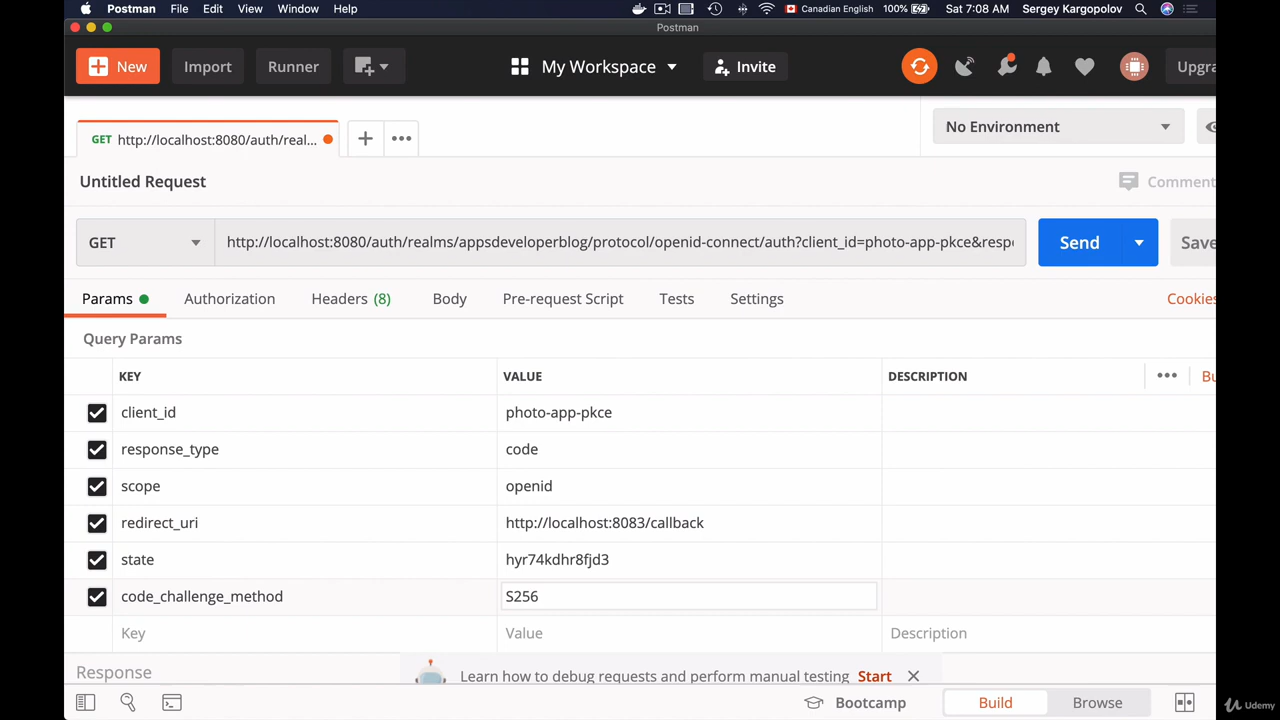 Postman File Edit View Window Help Canadian English 100% Sat 7:08 AM Sergey Kargopolov
Postman
New Import Runner My Workspace Invite Upgra
GET http://localhost:8080/auth/real... No Environment
Untitled Request Comment
GET http://localhost:8080/auth/realms/appsdeveloperblog/protocol/openid-connect/auth?client_id=photo-app-pkce&respo Send Save
Params Authorization Headers (8) Body Pre-request Script Tests Settings Cookies
Query Params
KEY VALUE DESCRIPTION Bu
client_id photo-app-pkce
response_type code
scope openid
redirect_uri http://localhost:8083/callback
state hyr74kdhr8fjd3
code_challenge_method S256
Key Value Description
Response Learn how to debug requests and perform manual testing Start
Bootcamp Build Browse
Udemy